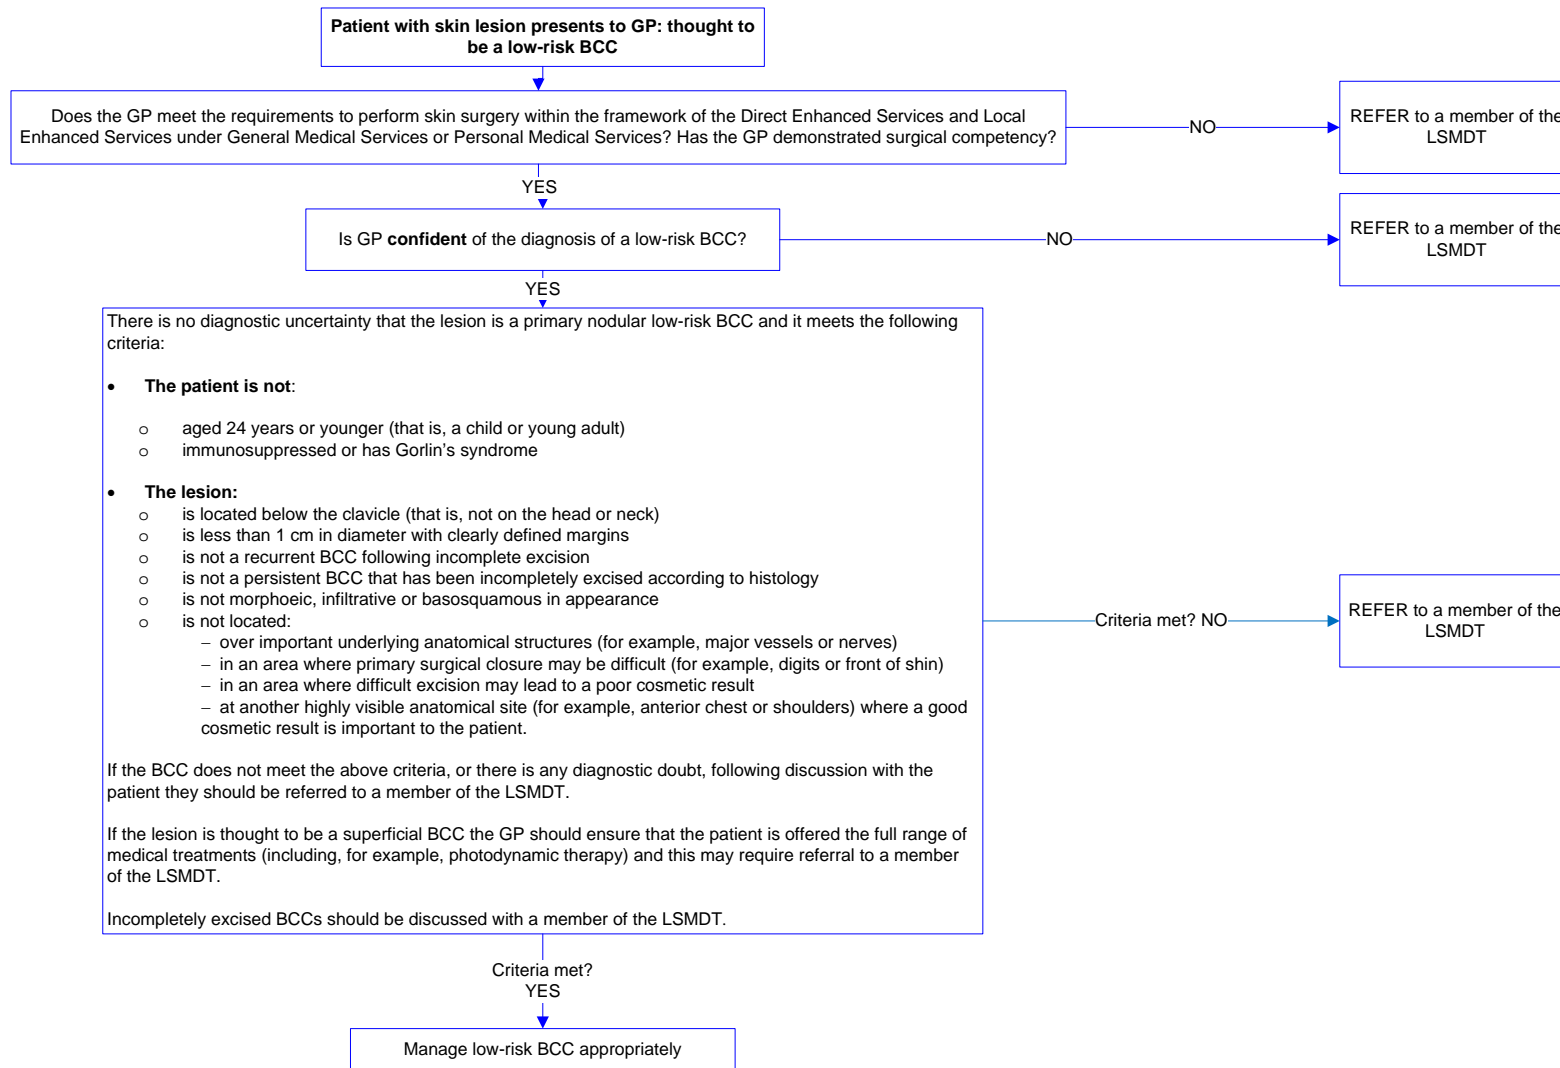 Patient with skin lesion presents to GP: thought to
be a low-risk BCC
Does the GP meet the requirements to perform skin surgery within the framework of the Direct Enhanced Services and Local
Enhanced Services under General Medical Services or Personal Medical Services? Has the GP demonstrated surgical competency?
NO
REFER to a member of the
LSMDT
YES
Is GP confident of the diagnosis of a low-risk BCC?
NO
REFER to a member of the
LSMDT
YES
There is no diagnostic uncertainty that the lesion is a primary nodular low-risk BCC and it meets the following
criteria:
• The patient is not:
o aged 24 years or younger (that is, a child or young adult)
o immunosuppressed or has Gorlin's syndrome
• The lesion:
o is located below the clavicle (that is, not on the head or neck)
o is less than 1 cm in diameter with clearly defined margins
o is not a recurrent BCC following incomplete excision
o is not a persistent BCC that has been incompletely excised according to histology
o is not morphoeic, infiltrative or basosquamous in appearance
o is not located:
– over important underlying anatomical structures (for example, major vessels or nerves)
– in an area where primary surgical closure may be difficult (for example, digits or front of shin)
– in an area where difficult excision may lead to a poor cosmetic result
– at another highly visible anatomical site (for example, anterior chest or shoulders) where a good
cosmetic result is important to the patient.
If the BCC does not meet the above criteria, or there is any diagnostic doubt, following discussion with the
patient they should be referred to a member of the LSMDT.
If the lesion is thought to be a superficial BCC the GP should ensure that the patient is offered the full range of
medical treatments (including, for example, photodynamic therapy) and this may require referral to a member
of the LSMDT.
Incompletely excised BCCs should be discussed with a member of the LSMDT.
Criteria met? NO
REFER to a member of the
LSMDT
Criteria met?
YES
Manage low-risk BCC appropriately